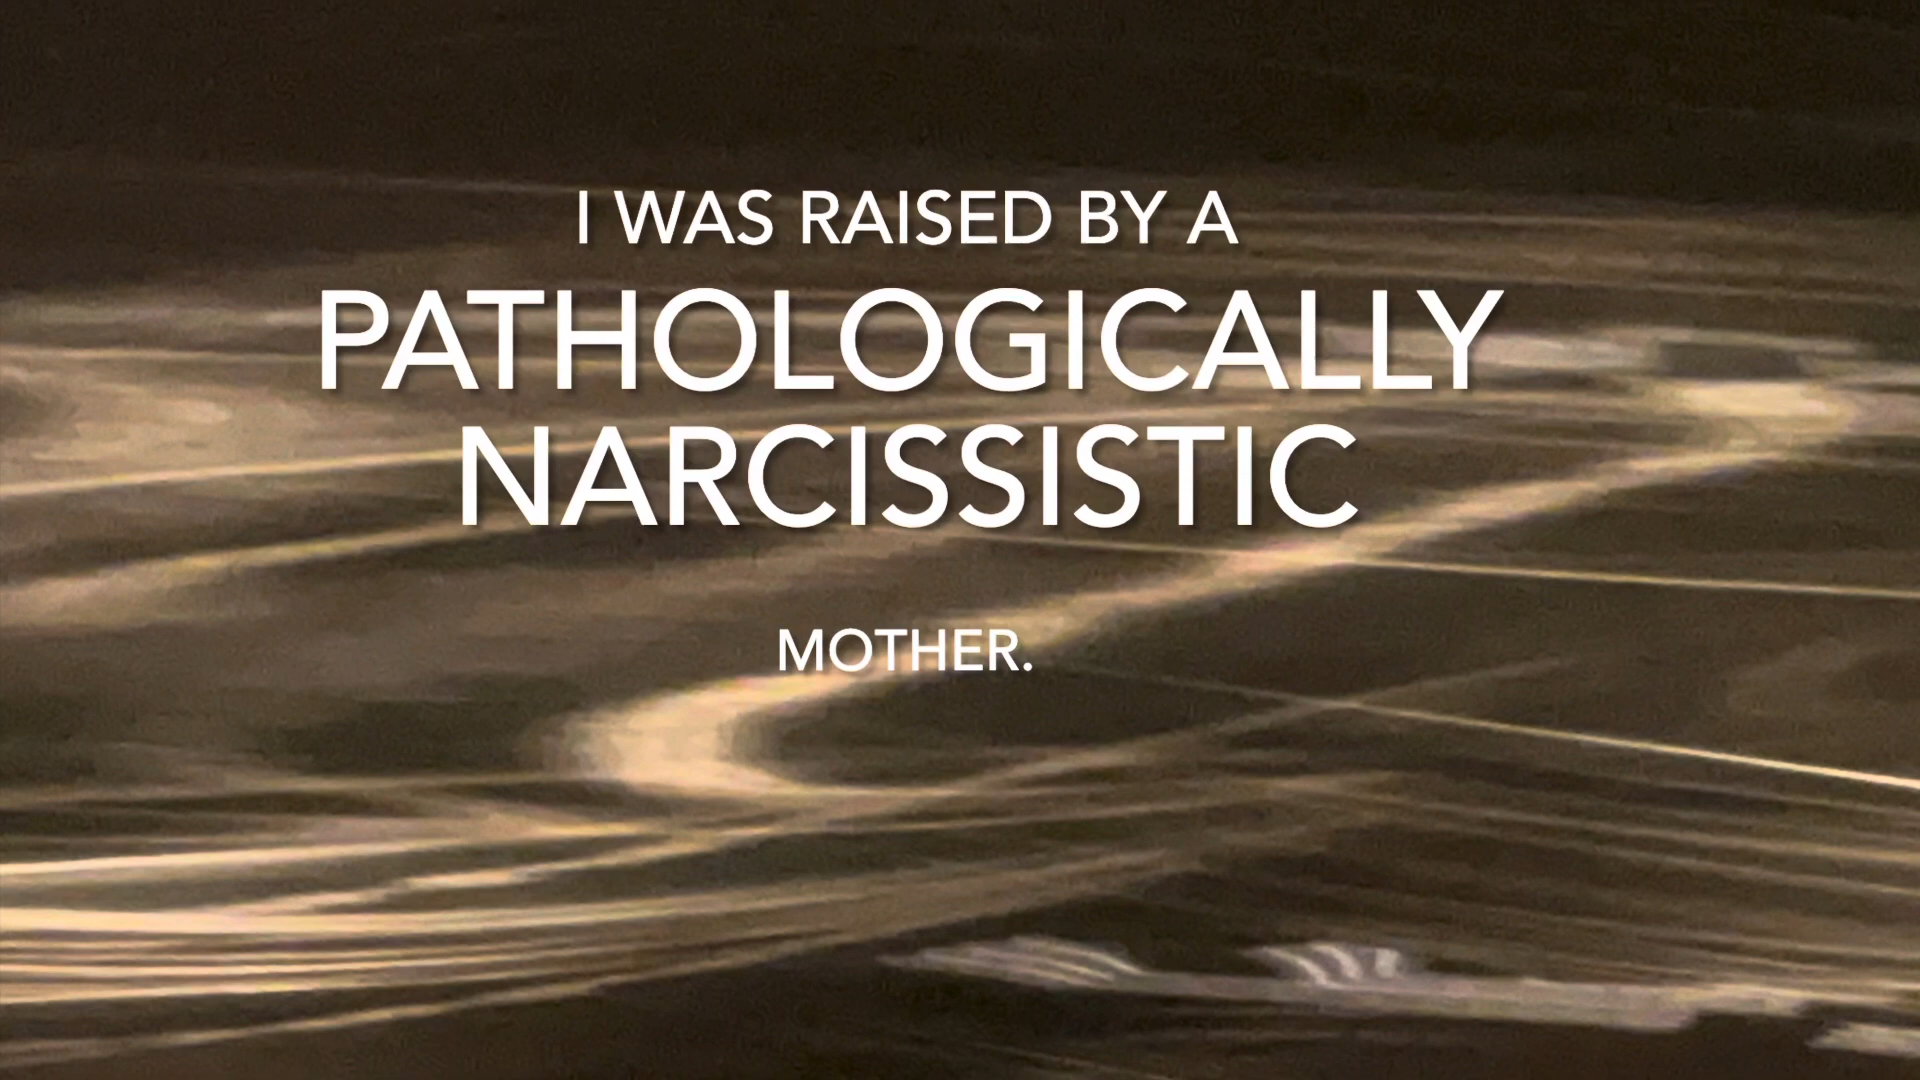 I WAS RAISED BY A
PATHOLOGICALLY
NARCISSISTIC
MOTHER.